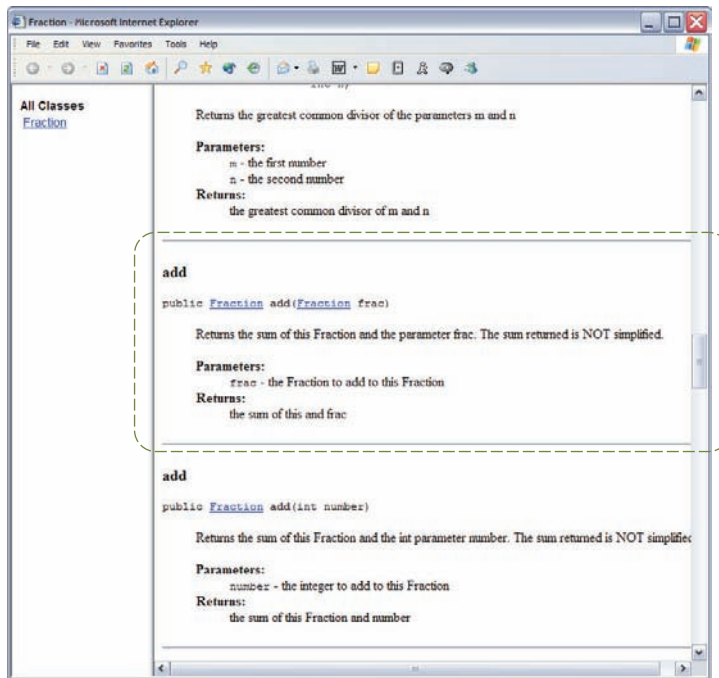 Fraction - Microsoft Internet Explorer
File Edit View Favorites Tools Help
All Classes
Fraction
Returns the greatest common divisor of the parameters m and n
Parameters:
m - the first number
n - the second number
Returns:
the greatest common divisor of m and n
add
public Fraction add(Fraction frac)
Returns the sum of this Fraction and the parameter frac. The sum returned is NOT simplified.
Parameters:
frac - the Fraction to add to this Fraction
Returns:
the sum of this and frac
add
public Fraction add(int number)
Returns the sum of this Fraction and the int parameter number. The sum returned is NOT simplified
Parameters:
number - the integer to add to this Fraction
Returns:
the sum of this Fraction and number